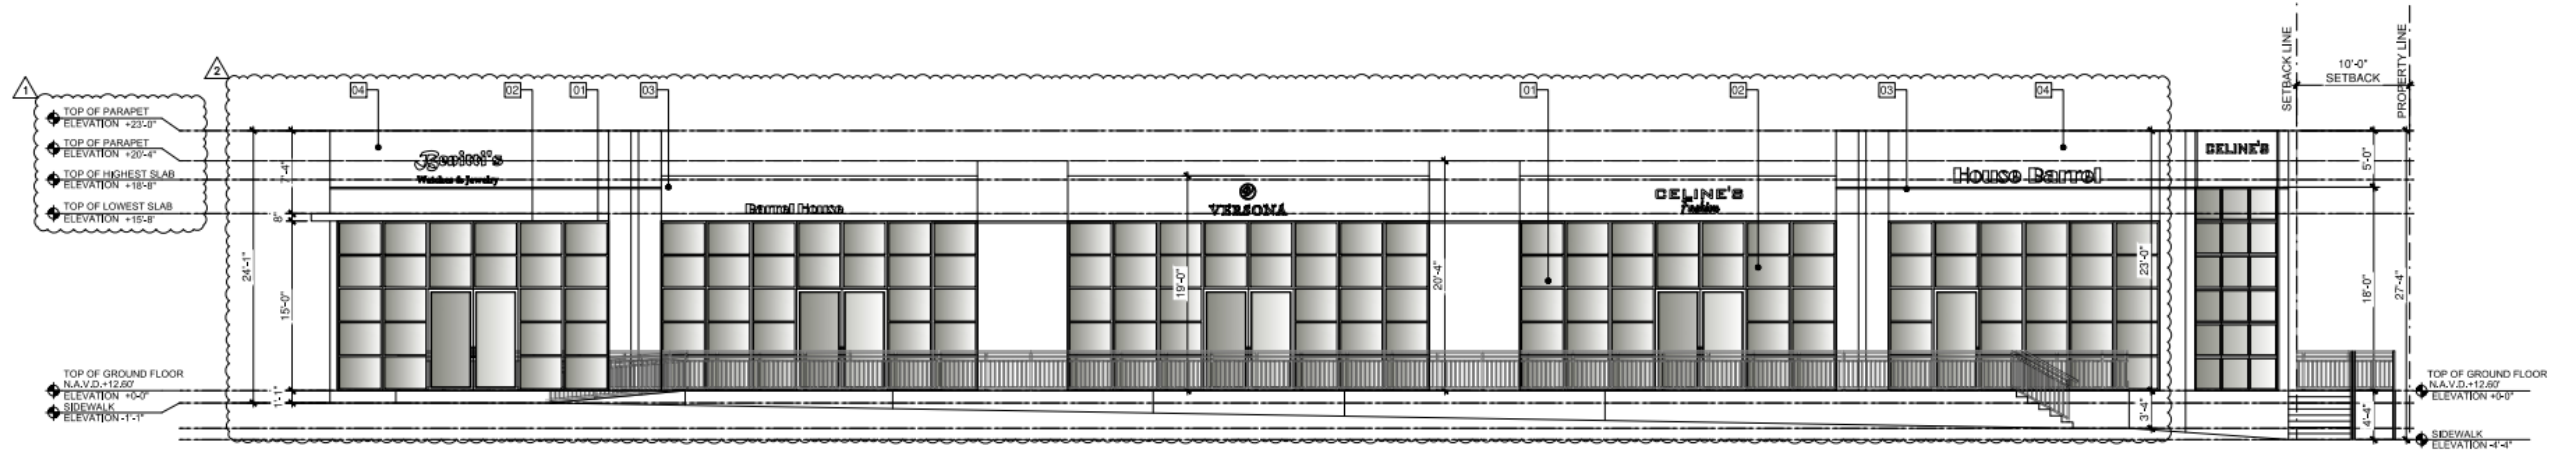 1
2
TOP OF PARAPET
ELEVATION +23'-0"
TOP OF PARAPET
ELEVATION +20'-4"
TOP OF HIGHEST SLAB
ELEVATION +18'-8"
TOP OF LOWEST SLAB
ELEVATION +15'-8'
TOP OF GROUND FLOOR
N.A.V.D.+12.60'
ELEVATION +0-0"
SIDEWALK
ELEVATION -1'-1"
24'-1"
7'-4"
8"
15'-0"
1'-1"
04
02
01
03
01
02
03
04
Benitti's
Watches & Jewelry
Barrel House
VERSONA
CELINE'S
Fashion
House Barrel
CELINE'S
19'-0"
20'-4"
23'-0"
3'-4"
SETBACK LINE
10'-0"
SETBACK
PROPERTY LINE
5'-0"
18'-0"
27'-4"
4'-4"
TOP OF GROUND FLOOR
N.A.V.D.+12.60'
ELEVATION +0-0"
SIDEWALK
ELEVATION -4'-4"